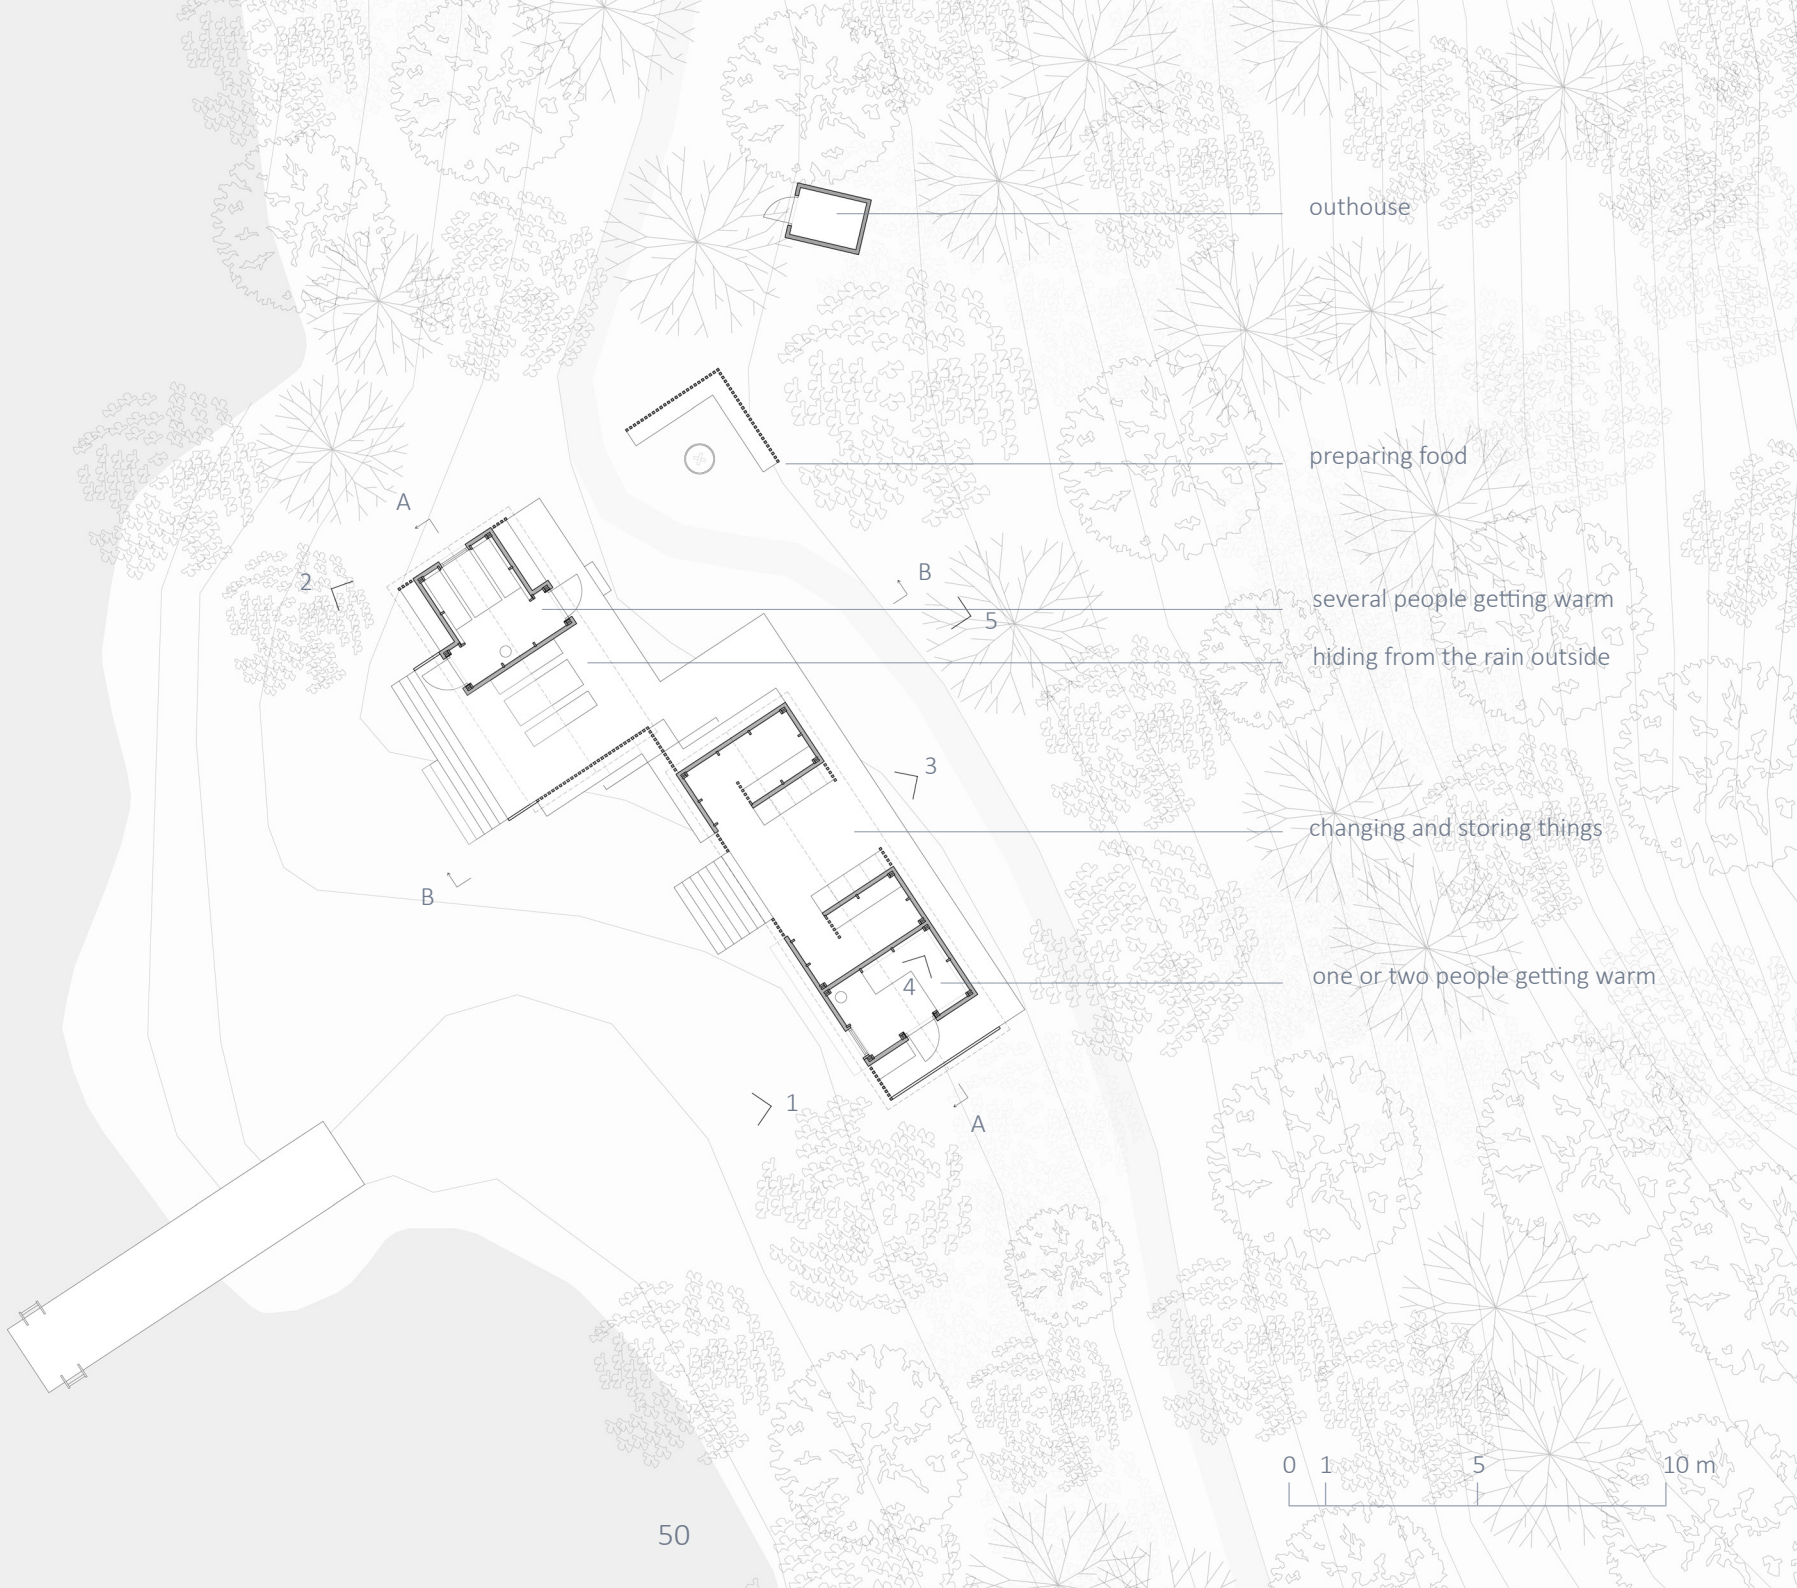 outhouse
preparing food
A
B
2
several people getting warm
5
hiding from the rain outside
3
changing and storing things
B
one or two people getting warm
4
1
A
0 1 5 10 m
50